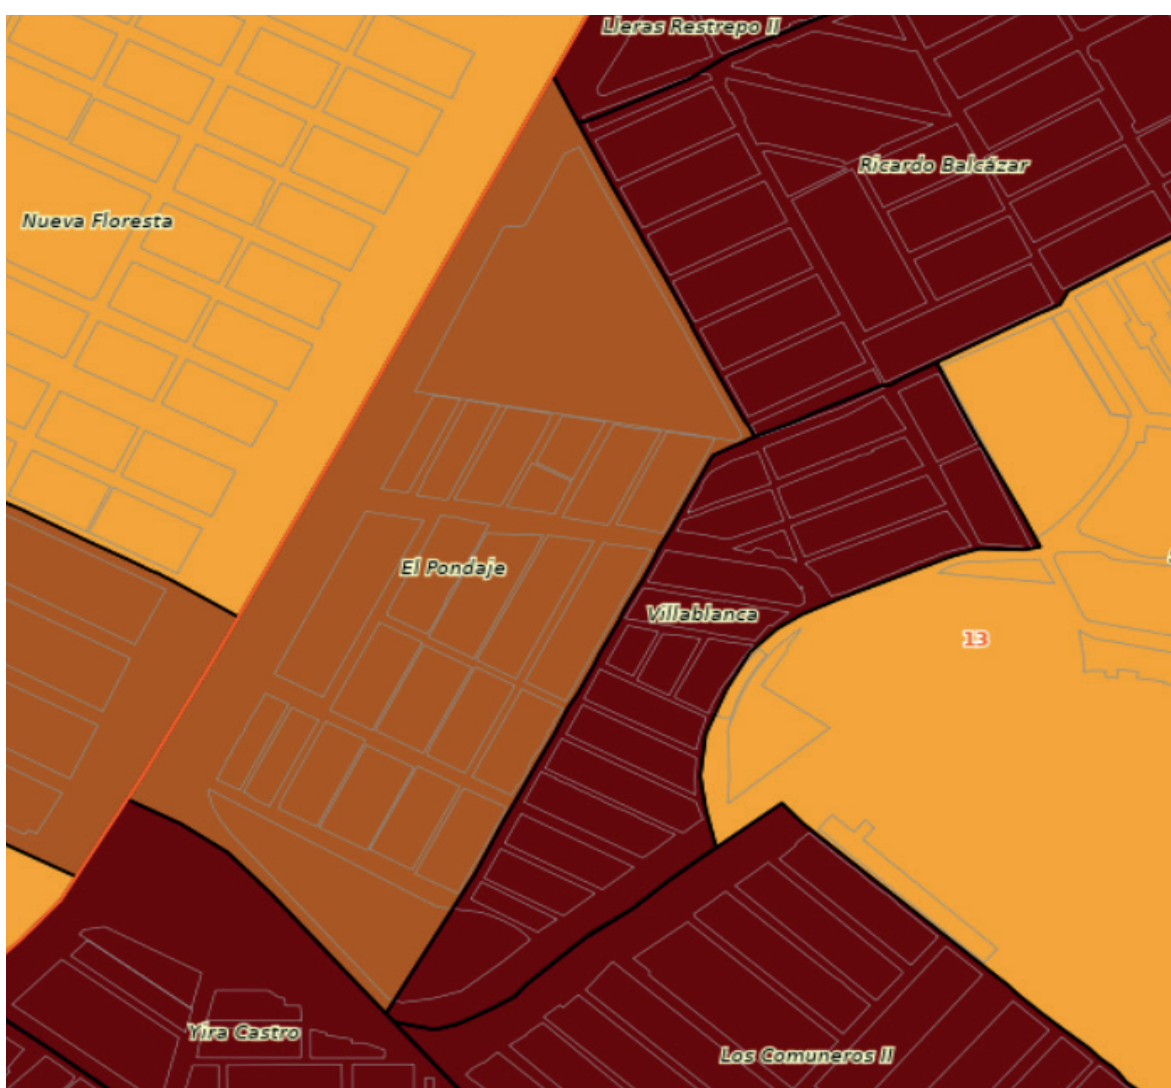 Lleras Restrepo II
Ricardo Balcázar
Nueva Floresta
El Pondaje
Villablanca
13
Yira Castro
Los Comuneros II